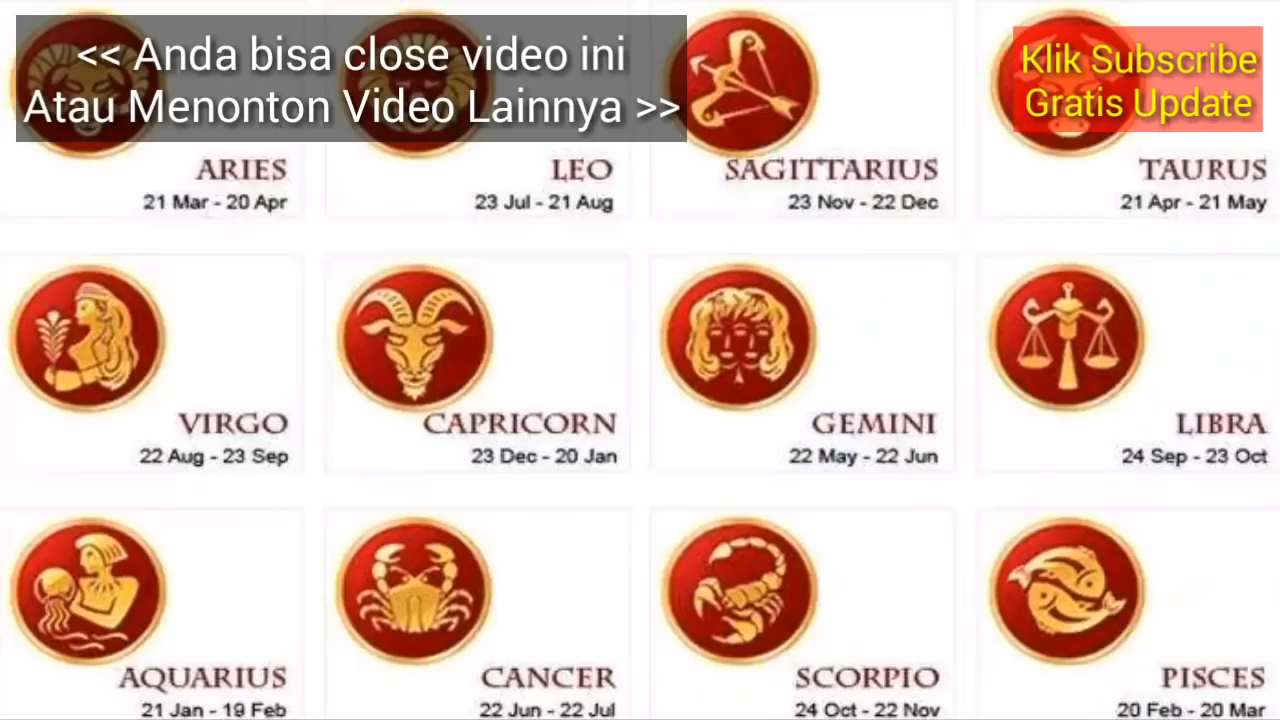 << Anda bisa close video ini
Atau Menonton Video Lainnya >>
Klik Subscribe
Gratis Update
ARIES
21 Mar - 20 Apr
LEO
23 Jul - 21 Aug
SAGITTARIUS
23 Nov - 22 Dec
TAURUS
21 Apr - 21 May
VIRGO
22 Aug - 23 Sep
CAPRICORN
23 Dec - 20 Jan
GEMINI
22 May - 22 Jun
LIBRA
24 Sep - 23 Oct
AQUARIUS
21 Jan - 19 Feb
CANCER
22 Jun - 22 Jul
SCORPIO
24 Oct - 22 Nov
PISCES
20 Feb - 20 Mar